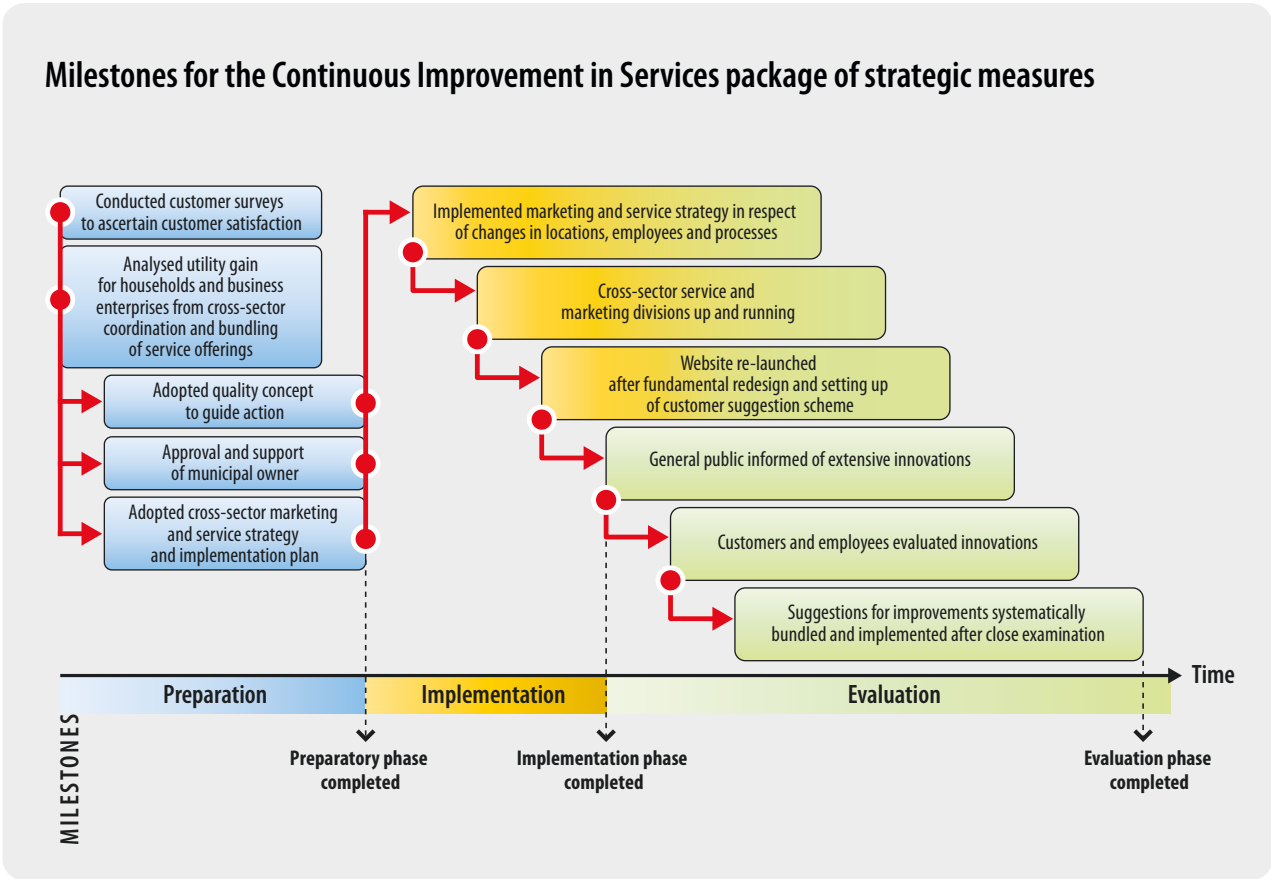 Milestones for the Continuous Improvement in Services package of strategic measures
Conducted customer surveys
to ascertain customer satisfaction
Analysed utility gain
for households and business
enterprises from cross-sector
coordination and bundling
of service offerings
Adopted quality concept
to guide action
Approval and support
of municipal owner
Adopted cross-sector marketing
and service strategy
and implementation plan
Implemented marketing and service strategy in respect
of changes in locations, employees and processes
Cross-sector service and
marketing divisions up and running
Website re-launched
after fundamental redesign and setting up
of customer suggestion scheme
General public informed of extensive innovations
Customers and employees evaluated innovations
Suggestions for improvements systematically
bundled and implemented after close examination
Time
Preparation
Implementation
Evaluation
MILESTONES
Preparatory phase
completed
Implementation phase
completed
Evaluation phase
completed